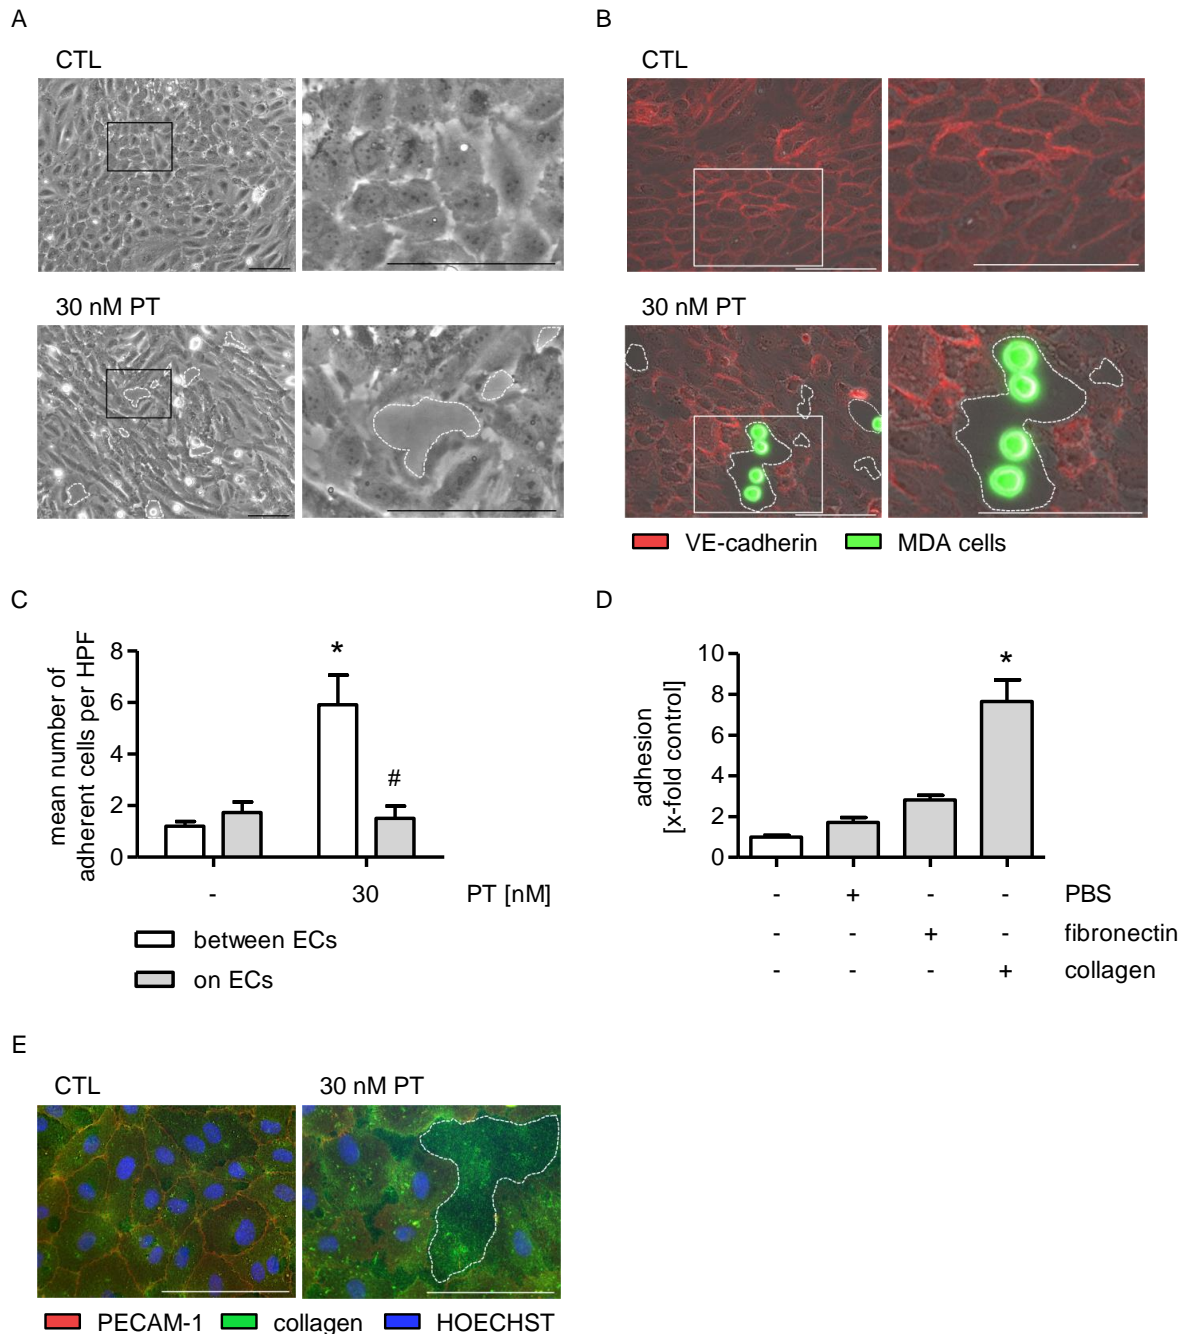 A
CTL
30 nM PT
B
CTL
30 nM PT
VE-cadherin MDA cells
C
mean number of
adherent cells per HPF
8
6
4
2
0
*
#
- 30 PT [nM]
between ECs
on ECs
D
adhesion
[x-fold control]
10
8
6
4
2
0
*
- + - - PBS
- - + - fibronectin
- - - + collagen
E
CTL 30 nM PT
PECAM-1 collagen HOECHST